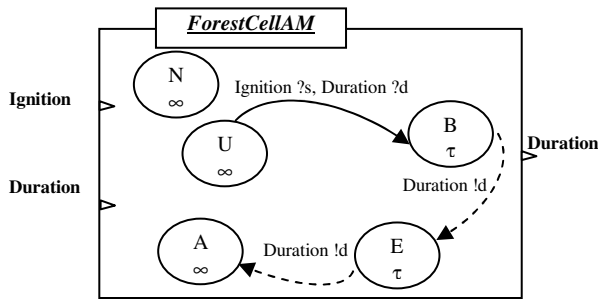 ForestCellAM
N
∞
Ignition ?s, Duration ?d
Ignition
U
∞
B
τ
Duration
Duration
Duration !d
A
∞
Duration !d
E
τ